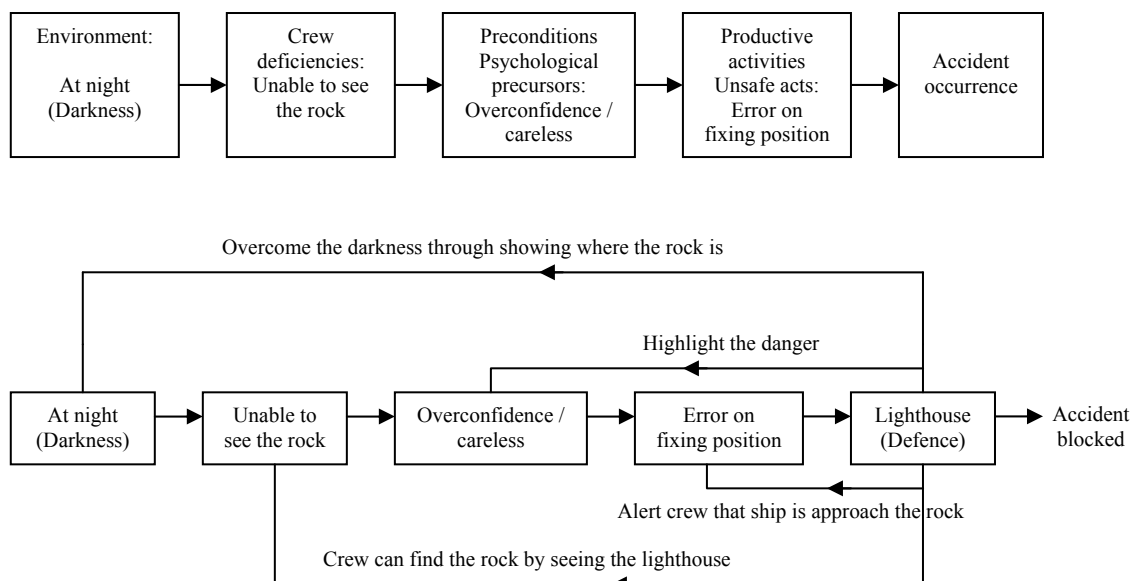 Environment:
At night
(Darkness)
Crew
deficiencies:
Unable to see
the rock
Preconditions
Psychological
precursors:
Overconfidence /
careless
Productive
activities
Unsafe acts:
Error on
fixing position
Accident
occurrence
Overcome the darkness through showing where the rock is
Highlight the danger
At night
(Darkness)
Unable to
see the rock
Overconfidence /
careless
Error on
fixing position
Lighthouse
(Defence)
Accident
blocked
Alert crew that ship is approach the rock
Crew can find the rock by seeing the lighthouse